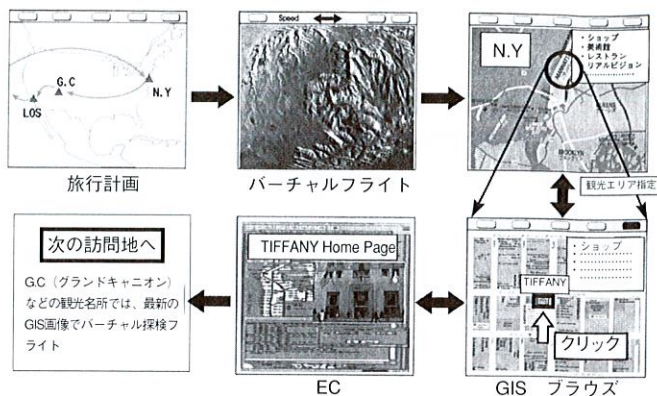 G.C
N.Y
LOS
旅行計画
Speed
バーチャルフライト
N.Y
・ショップ
・美術館
・レストラン
・リアルビジョン
BROOKLYN
観光エリア指定
・ショップ
TIFFANY
クリック
GIS ブラウズ
TIFFANY Home Page
EC
次の訪問地へ
G.C（グランドキャニオン）
などの観光名所では、最新の
GIS画像でバーチャル探検フ
ライト